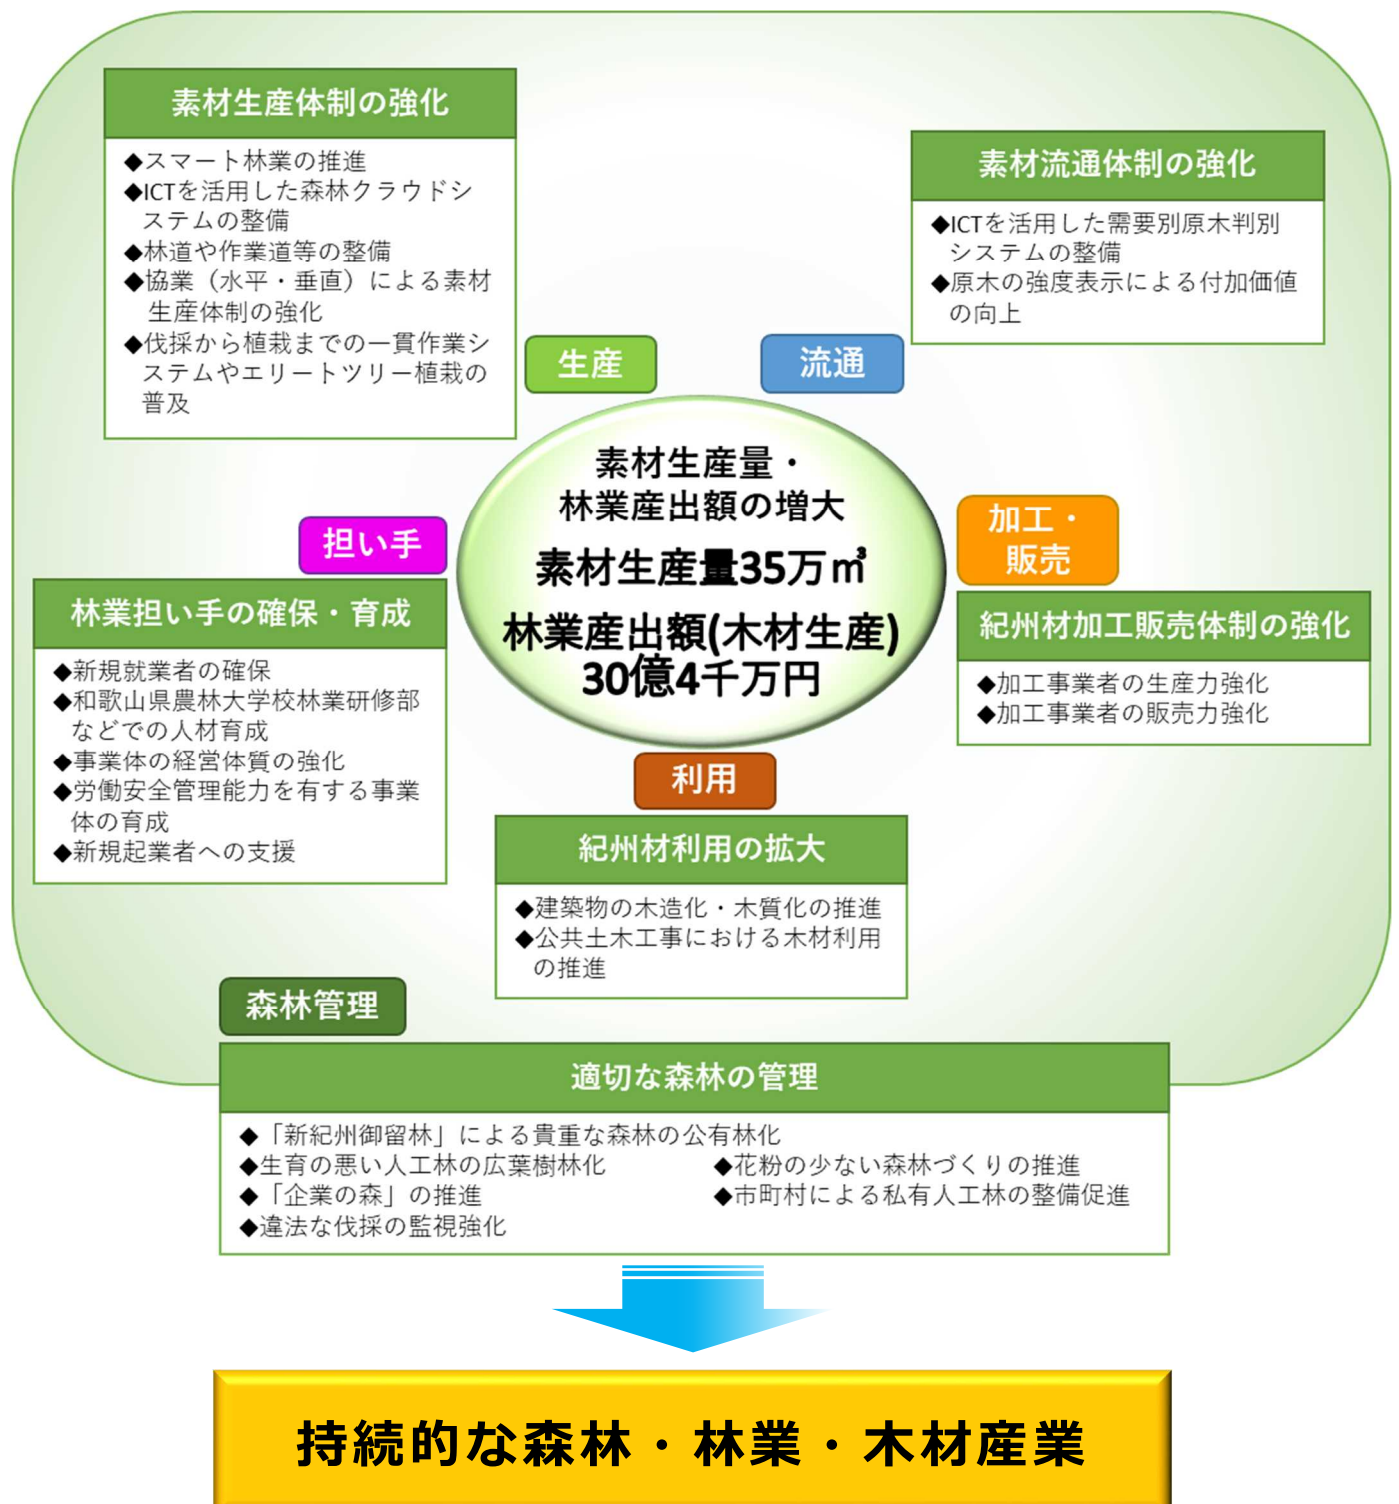 素材生産体制の強化
◆スマート林業の推進
◆ICTを活用した森林クラウドシ
ステムの整備
◆林道や作業道等の整備
◆協業（水平・垂直）による素材
生産体制の強化
◆伐採から植栽までの一貫作業シ
ステムやエリートツリー植栽の
普及
素材流通体制の強化
◆ICTを活用した需要別原木判別
システムの整備
◆原木の強度表示による付加価値
の向上
生産
流通
素材生産量・
林業産出額の増大
素材生産量35万㎥
林業産出額(木材生産)
30億4千万円
担い手
林業担い手の確保・育成
◆新規就業者の確保
◆和歌山県農林大学校林業研修部
などでの人材育成
◆事業体の経営体質の強化
◆労働安全管理能力を有する事業
体の育成
◆新規起業者への支援
加工・
販売
紀州材加工販売体制の強化
◆加工事業者の生産力強化
◆加工事業者の販売力強化
利用
紀州材利用の拡大
◆建築物の木造化・木質化の推進
◆公共土木工事における木材利用
の推進
森林管理
適切な森林の管理
◆「新紀州御留林」による貴重な森林の公有林化
◆生育の悪い人工林の広葉樹林化
◆花粉の少ない森林づくりの推進
◆「企業の森」の推進
◆市町村による私有人工林の整備促進
◆違法な伐採の監視強化
持続的な森林・林業・木材産業